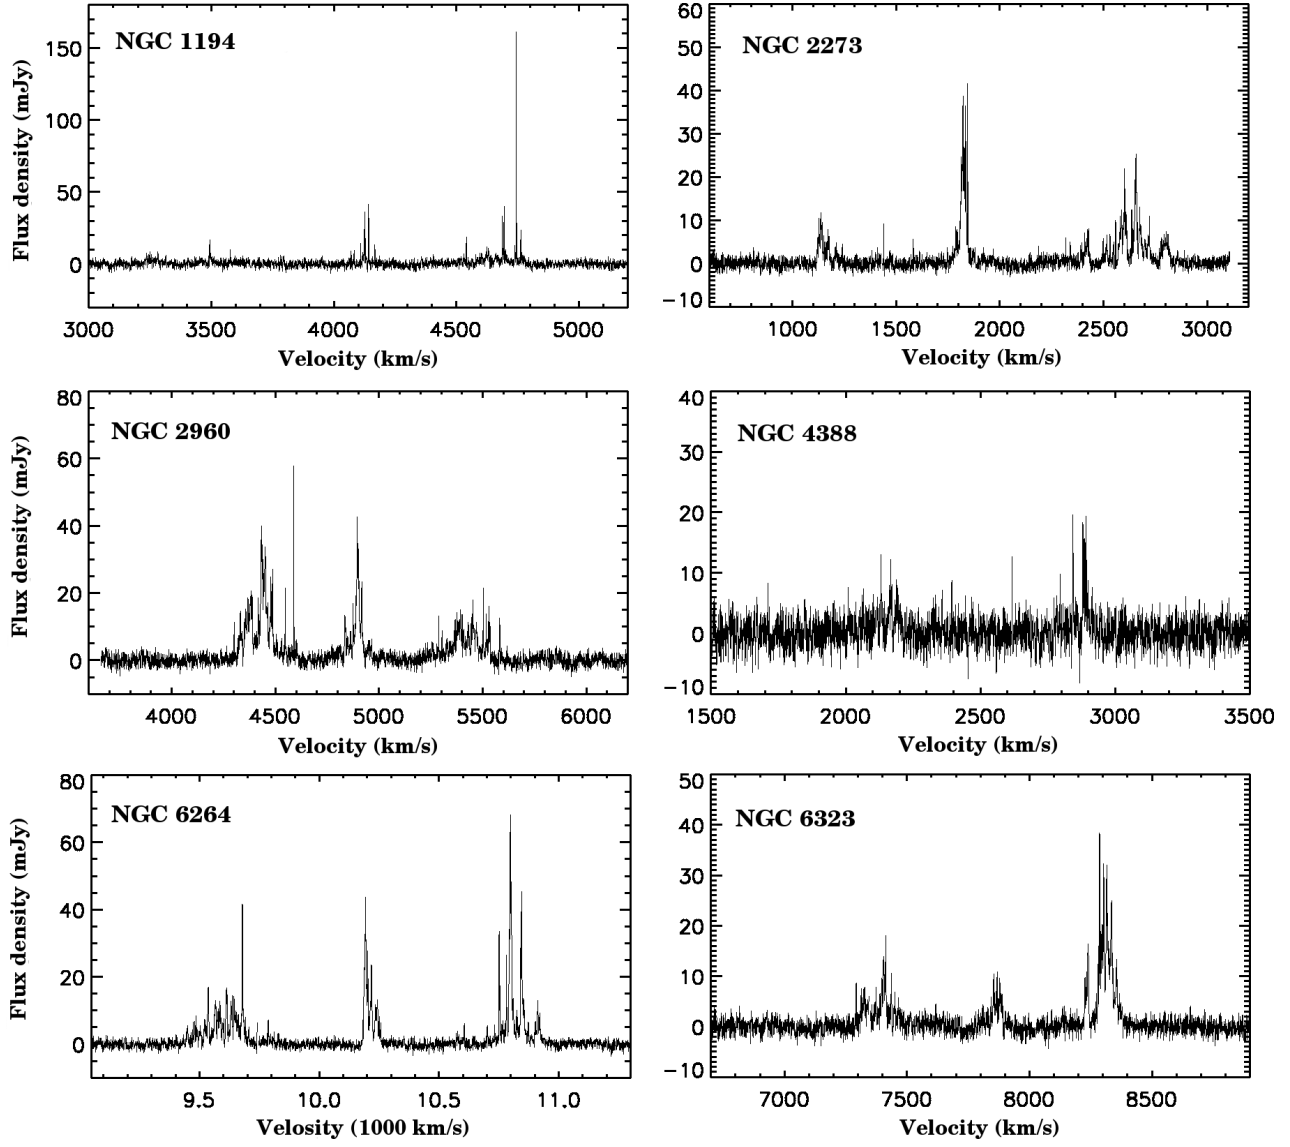 NGC 1194
150
100
50
0
Flux density (mJy)
3000 3500 4000 4500 5000
Velocity (km/s)
NGC 2273
60
50
40
30
20
10
0
−10
1000 1500 2000 2500 3000
Velocity (km/s)
NGC 2960
80
60
40
20
0
Flux density (mJy)
4000 4500 5000 5500 6000
Velocity (km/s)
NGC 4388
40
30
20
10
0
−10
1500 2000 2500 3000 3500
Velocity (km/s)
NGC 6264
80
60
40
20
0
Flux density (mJy)
9.5 10.0 10.5 11.0
Velosity (1000 km/s)
NGC 6323
50
40
30
20
10
0
−10
7000 7500 8000 8500
Velocity (km/s)